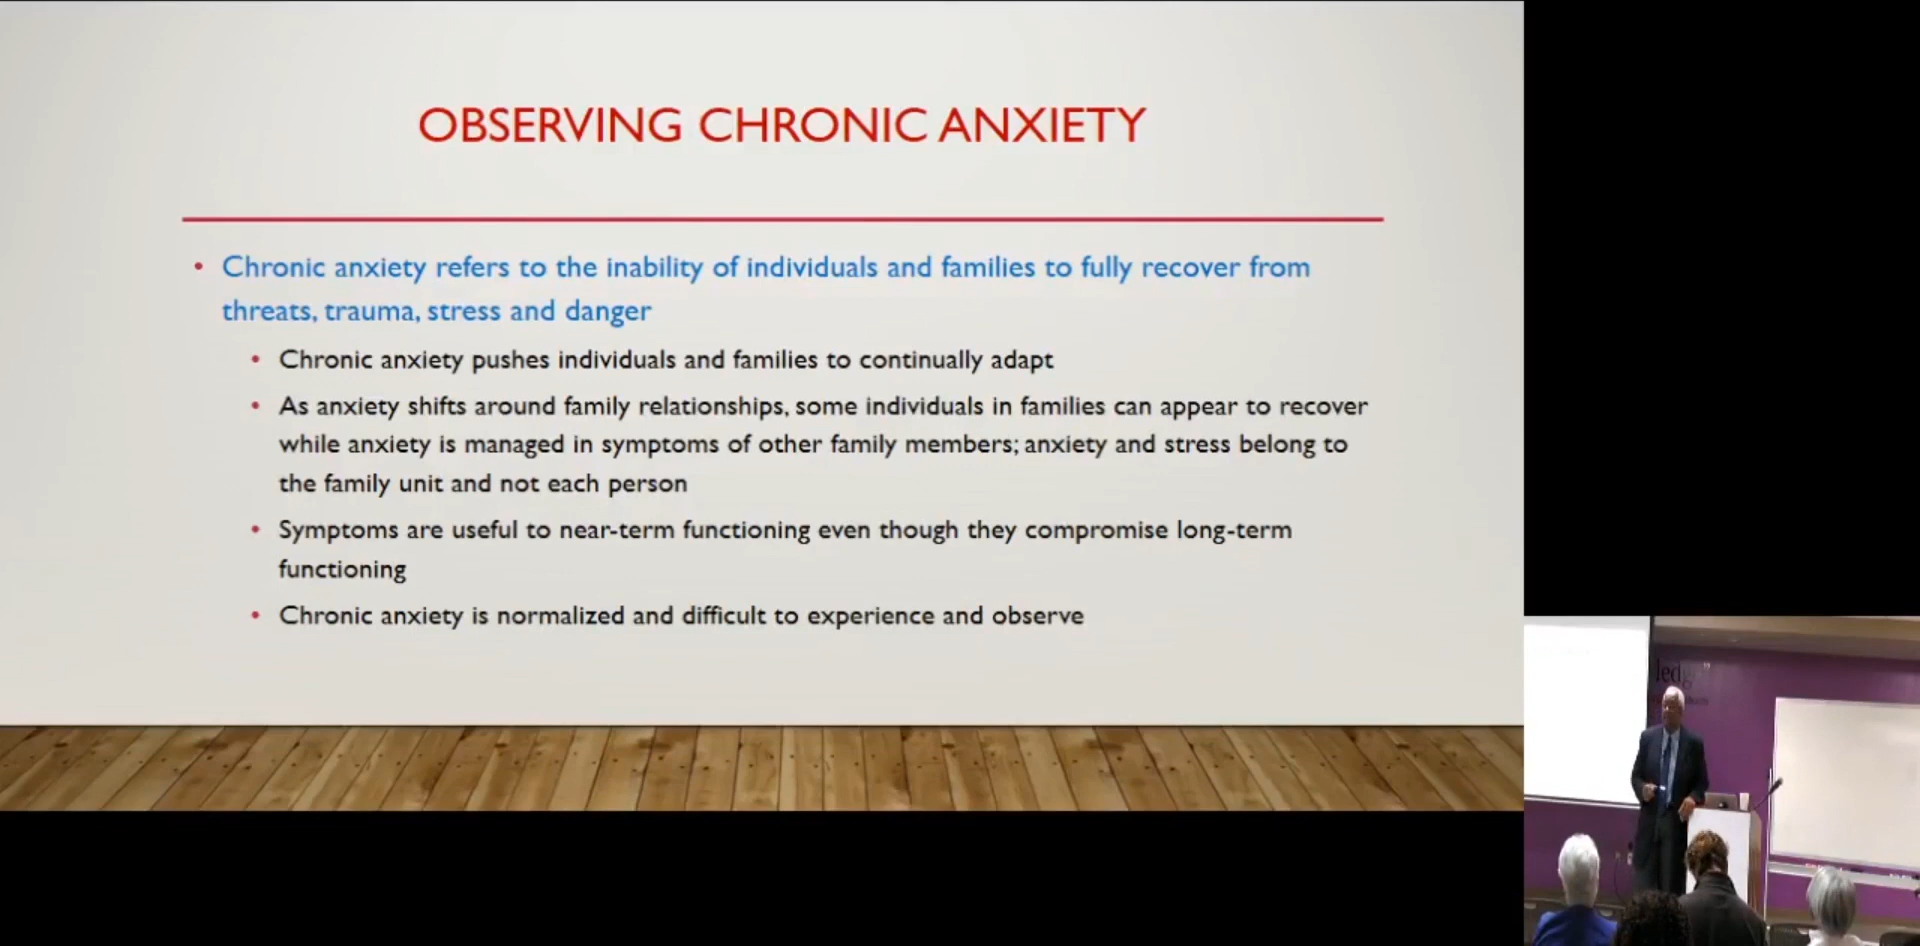 OBSERVING CHRONIC ANXIETY
• Chronic anxiety refers to the inability of individuals and families to fully recover from
threats, trauma, stress and danger
• Chronic anxiety pushes individuals and families to continually adapt
• As anxiety shifts around family relationships, some individuals in families can appear to recover
while anxiety is managed in symptoms of other family members; anxiety and stress belong to
the family unit and not each person
• Symptoms are useful to near-term functioning even though they compromise long-term
functioning
• Chronic anxiety is normalized and difficult to experience and observe